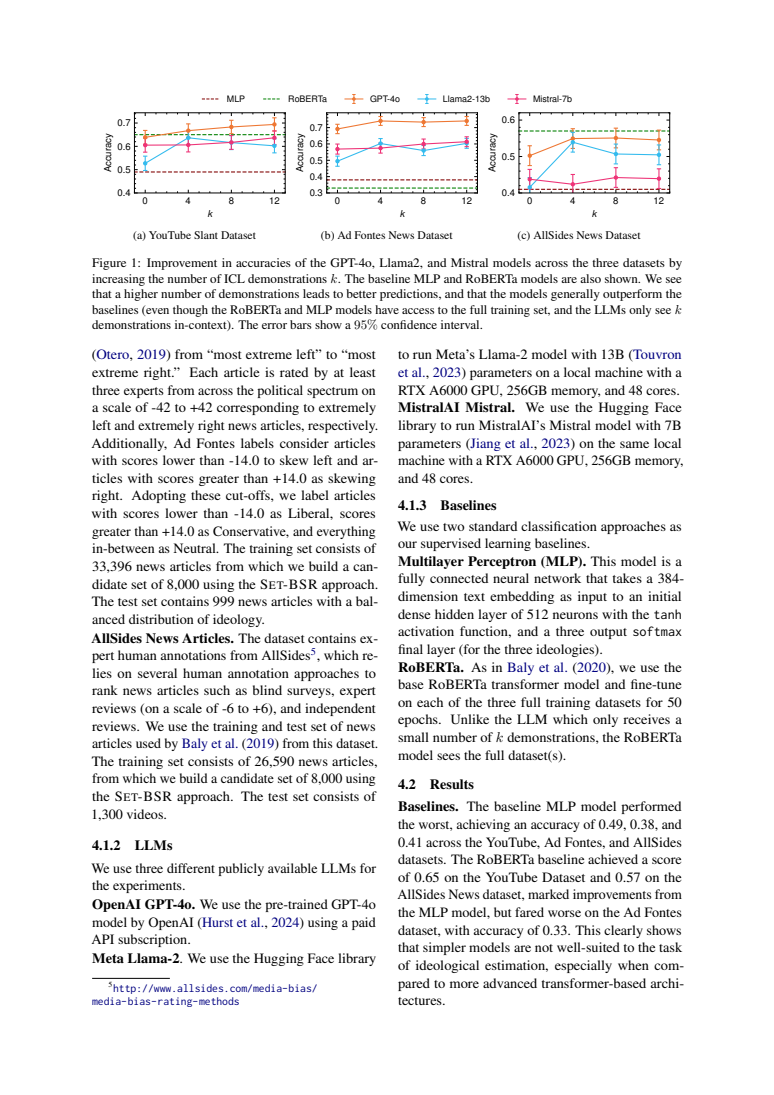 MLP RoBERTa GPT-4o Llama2-13b Mistral-7b
0.7
0.6
0.5
0.4
Accuracy
0 4 8 12
k
0.7
0.6
0.5
0.4
0.3
Accuracy
0 4 8 12
k
0.6
0.5
0.4
Accuracy
0 4 8 12
k
(a) YouTube Slant Dataset
(b) Ad Fontes News Dataset
(c) AllSides News Dataset
Figure 1: Improvement in accuracies of the GPT-4o, Llama2, and Mistral models across the three datasets by
increasing the number of ICL demonstrations k. The baseline MLP and RoBERTa models are also shown. We see
that a higher number of demonstrations leads to better predictions, and that the models generally outperform the
baselines (even though the RoBERTa and MLP models have access to the full training set, and the LLMs only see k
demonstrations in-context). The error bars show a 95% confidence interval.
(Otero, 2019) from “most extreme left” to “most
extreme right.” Each article is rated by at least
three experts from across the political spectrum on
a scale of -42 to +42 corresponding to extremely
left and extremely right news articles, respectively.
Additionally, Ad Fontes labels consider articles
with scores lower than -14.0 to skew left and ar-
ticles with scores greater than +14.0 as skewing
right. Adopting these cut-offs, we label articles
with scores lower than -14.0 as Liberal, scores
greater than +14.0 as Conservative, and everything
in-between as Neutral. The training set consists of
33,396 news articles from which we build a can-
didate set of 8,000 using the SET-BSR approach.
The test set contains 999 news articles with a bal-
anced distribution of ideology.
AllSides News Articles. The dataset contains ex-
pert human annotations from AllSides5, which re-
lies on several human annotation approaches to
rank news articles such as blind surveys, expert
reviews (on a scale of -6 to +6), and independent
reviews. We use the training and test set of news
articles used by Baly et al. (2019) from this dataset.
The training set consists of 26,590 news articles,
from which we build a candidate set of 8,000 using
the SET-BSR approach. The test set consists of
1,300 videos.
4.1.2 LLMs
We use three different publicly available LLMs for
the experiments.
OpenAI GPT-4o. We use the pre-trained GPT-4o
model by OpenAI (Hurst et al., 2024) using a paid
API subscription.
Meta Llama-2. We use the Hugging Face library
5http://www.allsides.com/media-bias/
media-bias-rating-methods
to run Meta’s Llama-2 model with 13B (Touvron
et al., 2023) parameters on a local machine with a
RTX A6000 GPU, 256GB memory, and 48 cores.
MistralAI Mistral. We use the Hugging Face
library to run MistralAI’s Mistral model with 7B
parameters (Jiang et al., 2023) on the same local
machine with a RTX A6000 GPU, 256GB memory,
and 48 cores.
4.1.3 Baselines
We use two standard classification approaches as
our supervised learning baselines.
Multilayer Perceptron (MLP). This model is a
fully connected neural network that takes a 384-
dimension text embedding as input to an initial
dense hidden layer of 512 neurons with the tanh
activation function, and a three output softmax
final layer (for the three ideologies).
RoBERTa. As in Baly et al. (2020), we use the
base RoBERTa transformer model and fine-tune
on each of the three full training datasets for 50
epochs. Unlike the LLM which only receives a
small number of k demonstrations, the RoBERTa
model sees the full dataset(s).
4.2 Results
Baselines. The baseline MLP model performed
the worst, achieving an accuracy of 0.49, 0.38, and
0.41 across the YouTube, Ad Fontes, and AllSides
datasets. The RoBERTa baseline achieved a score
of 0.65 on the YouTube Dataset and 0.57 on the
AllSides News dataset, marked improvements from
the MLP model, but fared worse on the Ad Fontes
dataset, with accuracy of 0.33. This clearly shows
that simpler models are not well-suited to the task
of ideological estimation, especially when com-
pared to more advanced transformer-based archi-
tectures.